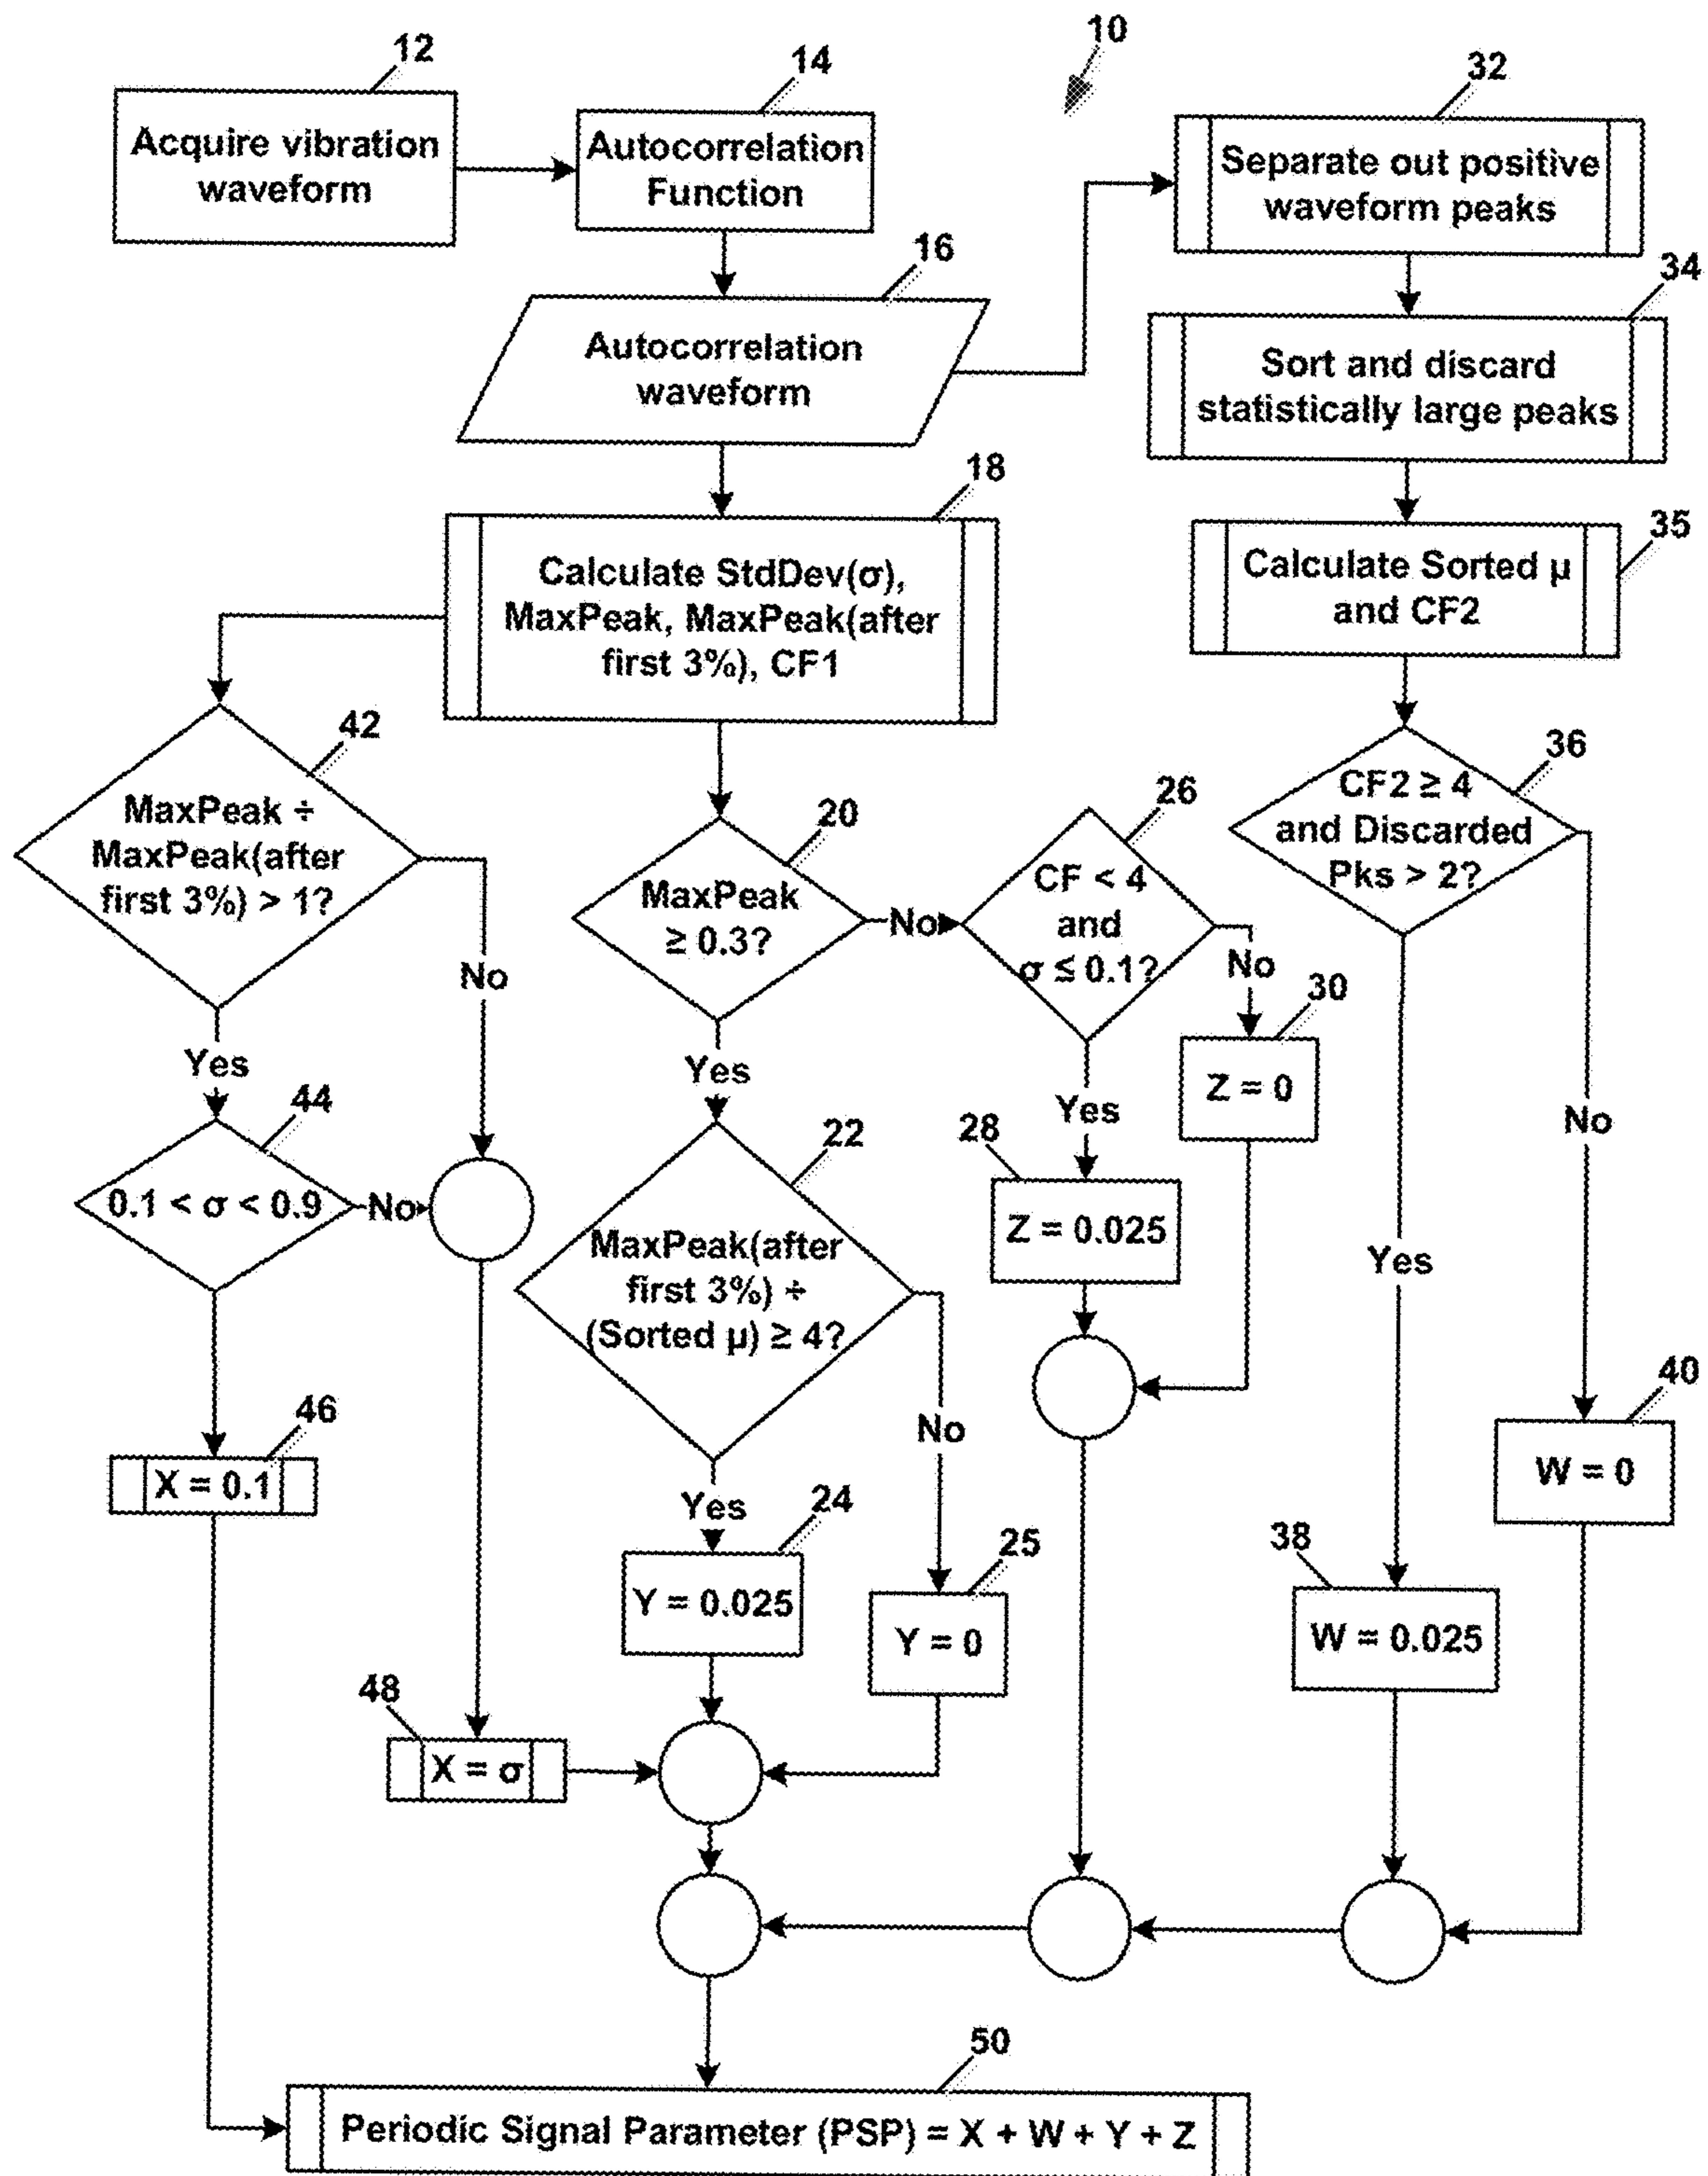 10
12
Acquire vibration
waveform
14
Autocorrelation
Function
16
Autocorrelation
waveform
32
Separate out positive
waveform peaks
34
Sort and discard
statistically large peaks
35
Calculate Sorted μ
and CF2
18
Calculate StdDev(σ),
MaxPeak, MaxPeak(after
first 3%), CF1
42
MaxPeak ÷
MaxPeak(after
first 3%) > 1?
No
Yes
44
0.1 < σ < 0.9
No
46
X = 0.1
48
X = σ
20
MaxPeak
≥ 0.3?
No
Yes
22
MaxPeak(after
first 3%) ÷
(Sorted μ) ≥ 4?
No
Yes
24
Y = 0.025
25
Y = 0
26
CF < 4
and
σ ≤ 0.1?
No
Yes
28
Z = 0.025
30
Z = 0
36
CF2 ≥ 4
and Discarded
Pks > 2?
No
Yes
38
W = 0.025
40
W = 0
50
Periodic Signal Parameter (PSP) = X + W + Y + Z